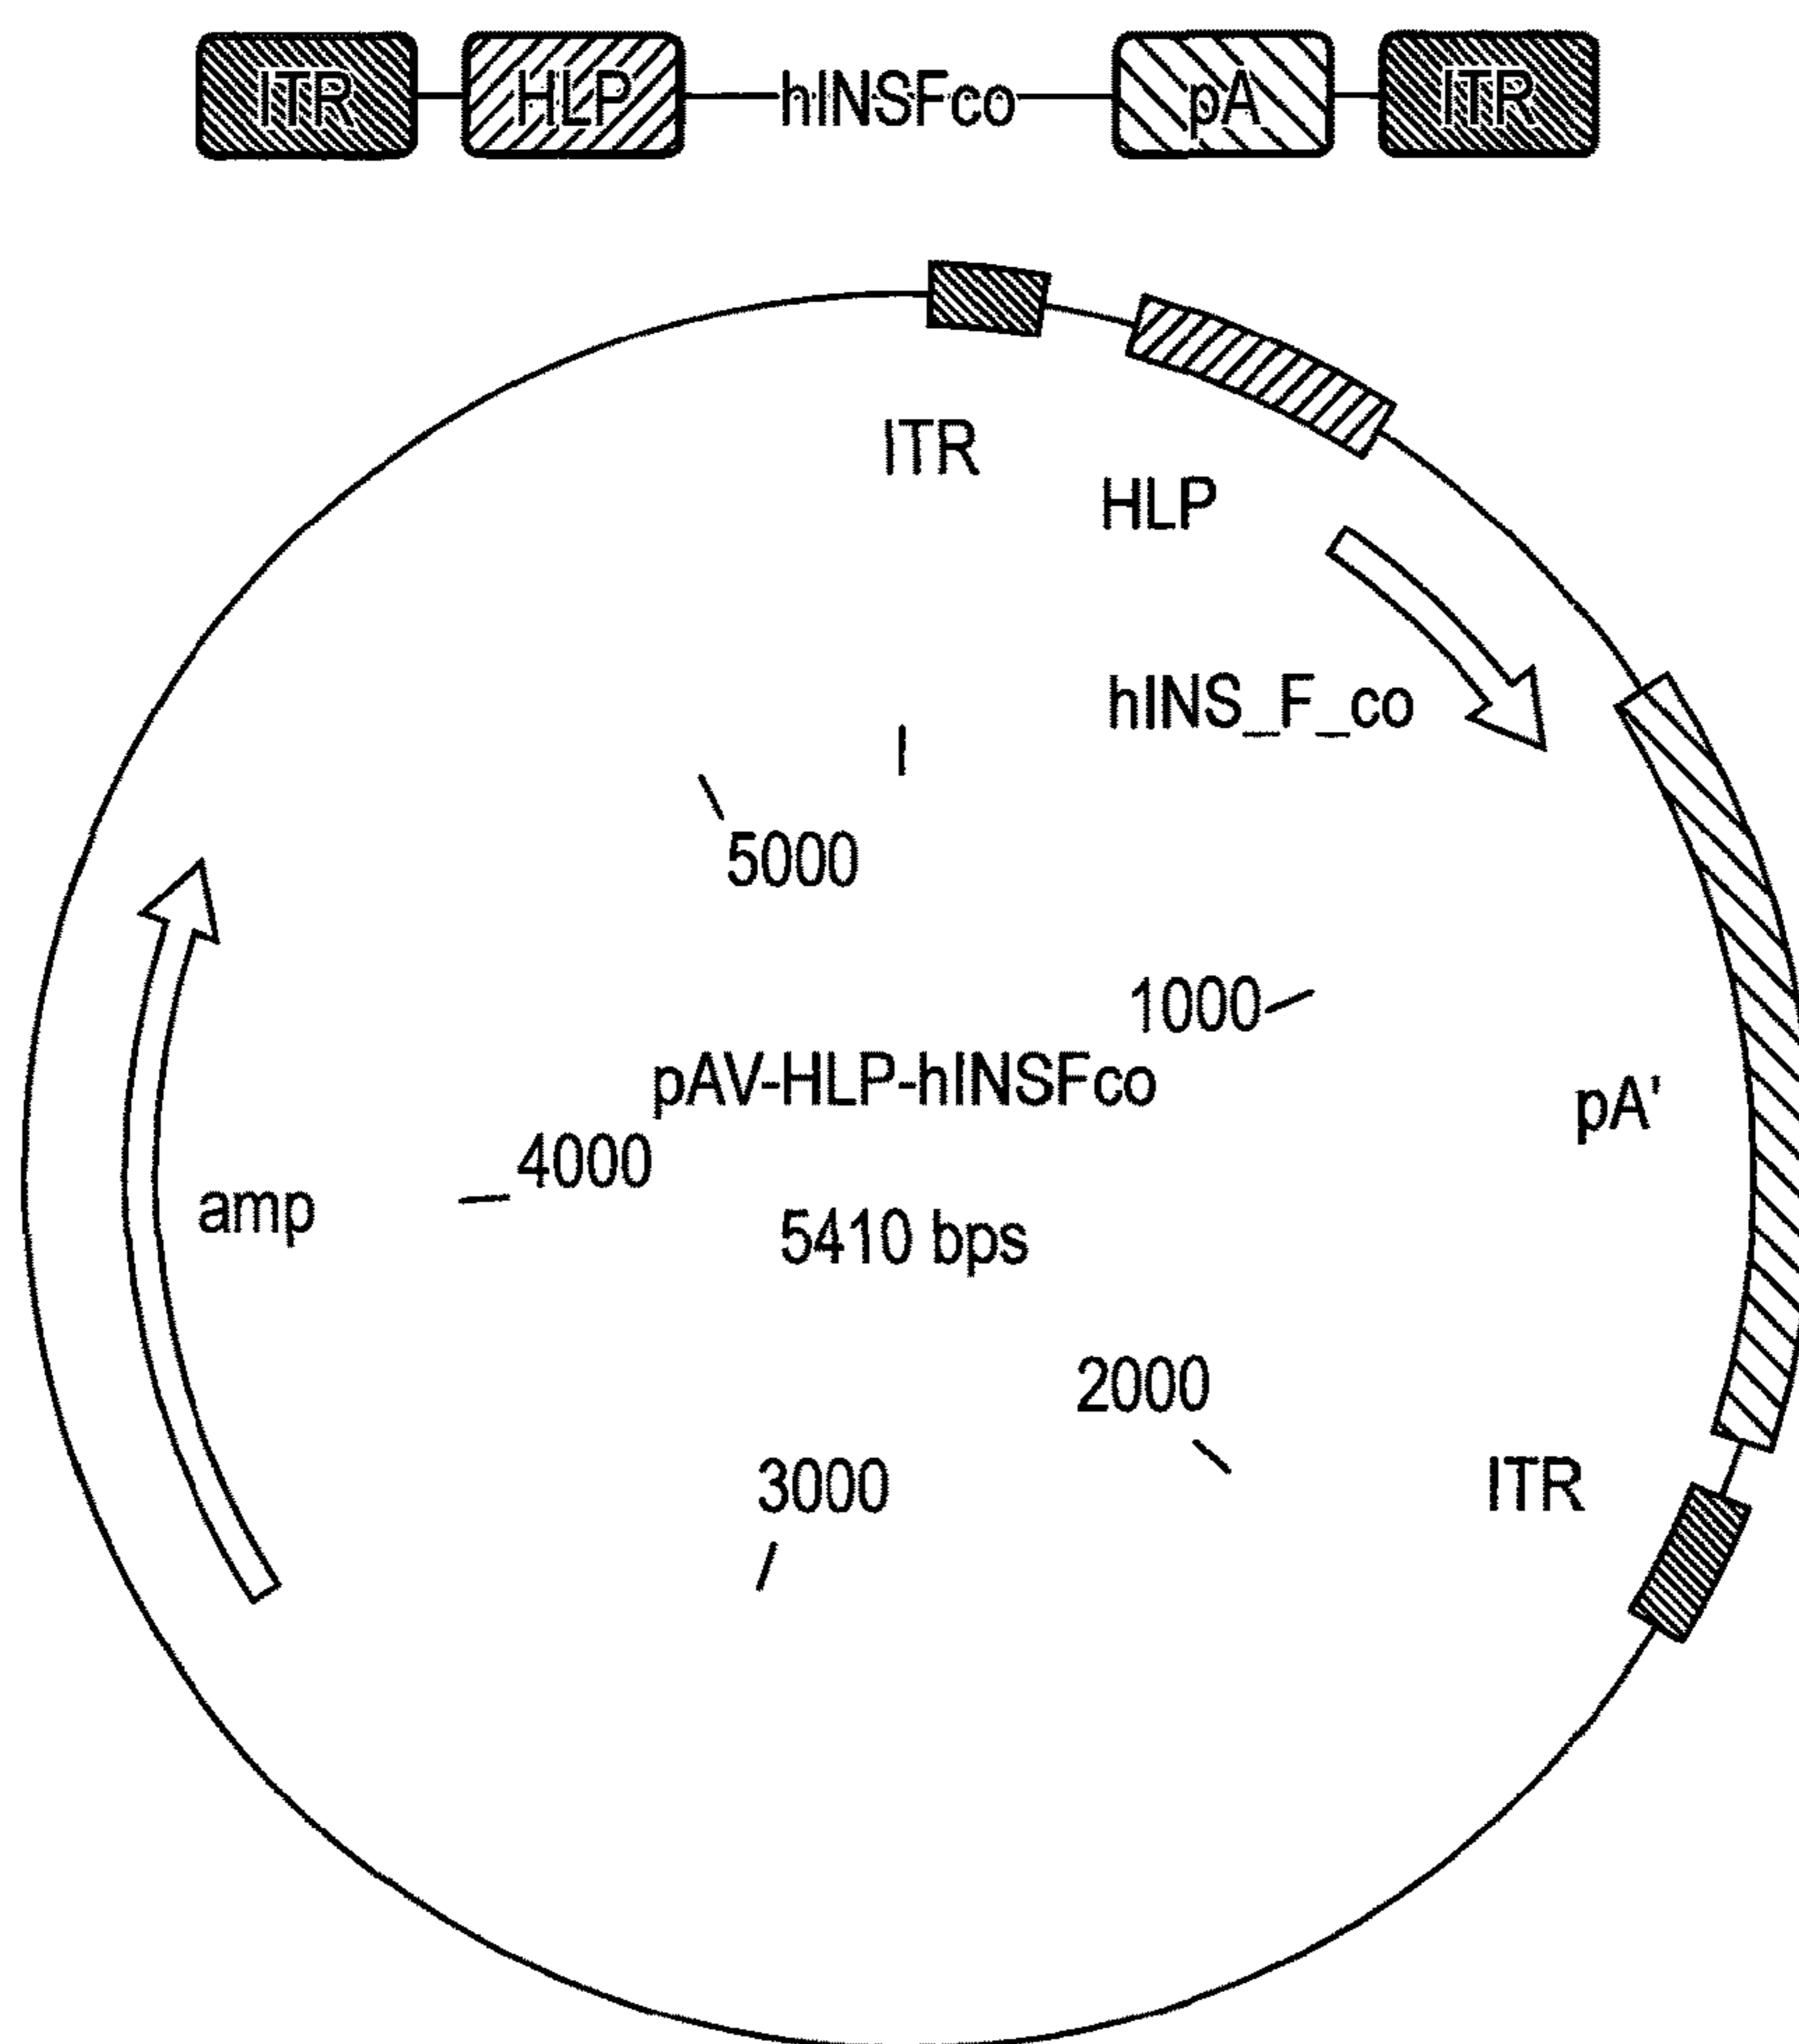 ITR HLP hINSFco pA ITR
ITR
HLP
hINS_F_co
5000
1000
pAV-HLP-hINSFco
pA'
4000
amp
5410 bps
2000
3000
ITR